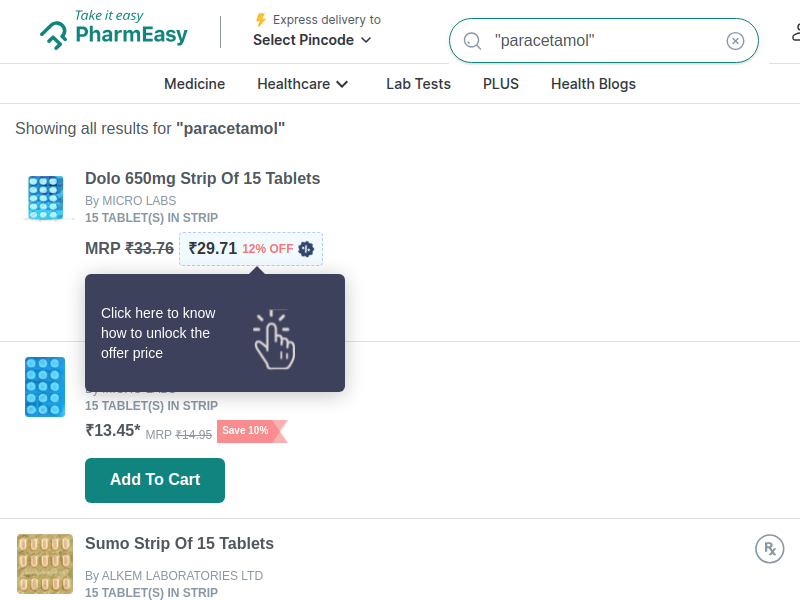 Take it easy
PharmEasy
Express delivery to
Select Pincode
"paracetamol"
Medicine
Healthcare
Lab Tests
PLUS
Health Blogs
Showing all results for "paracetamol"
Dolo 650mg Strip Of 15 Tablets
By MICRO LABS
15 TABLET(S) IN STRIP
MRP ₹33.76 ₹29.71 12% OFF
Click here to know
how to unlock the
offer price
15 TABLET(S) IN STRIP
₹13.45* MRP ₹14.95 Save 10%
Add To Cart
Sumo Strip Of 15 Tablets
Rx
By ALKEM LABORATORIES LTD
15 TABLET(S) IN STRIP